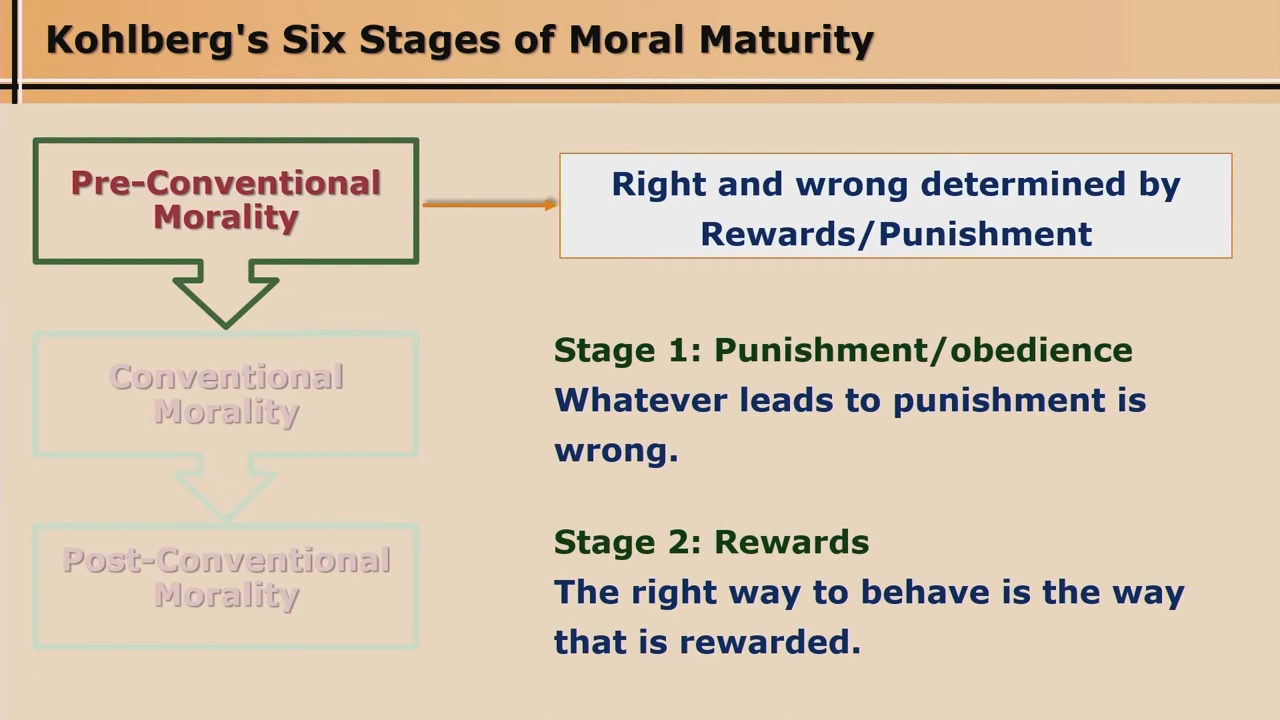 Kohlberg's Six Stages of Moral Maturity
Pre-Conventional
Morality
Right and wrong determined by
Rewards/Punishment
Conventional
Morality
Post-Conventional
Morality
Stage 1: Punishment/obedience
Whatever leads to punishment is
wrong.
Stage 2: Rewards
The right way to behave is the way
that is rewarded.